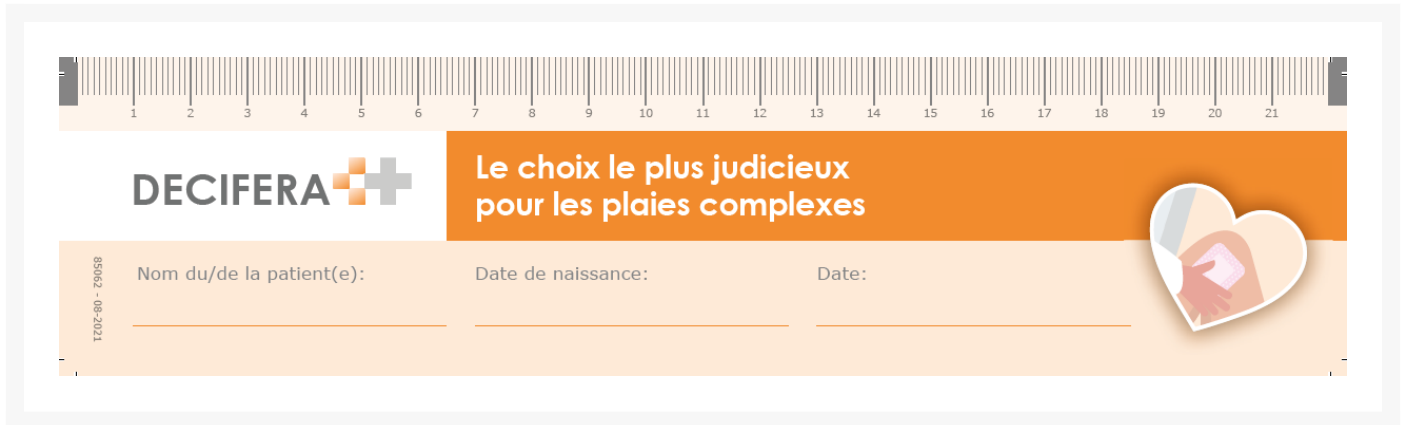 1 2 3 4 5 6 7 8 9 10 11 12 13 14 15 16 17 18 19 20 21
DECIFERA
Le choix le plus judicieux
pour les plaies complexes
85062 - 08-2021
Nom du/de la patient(e): Date de naissance: Date: